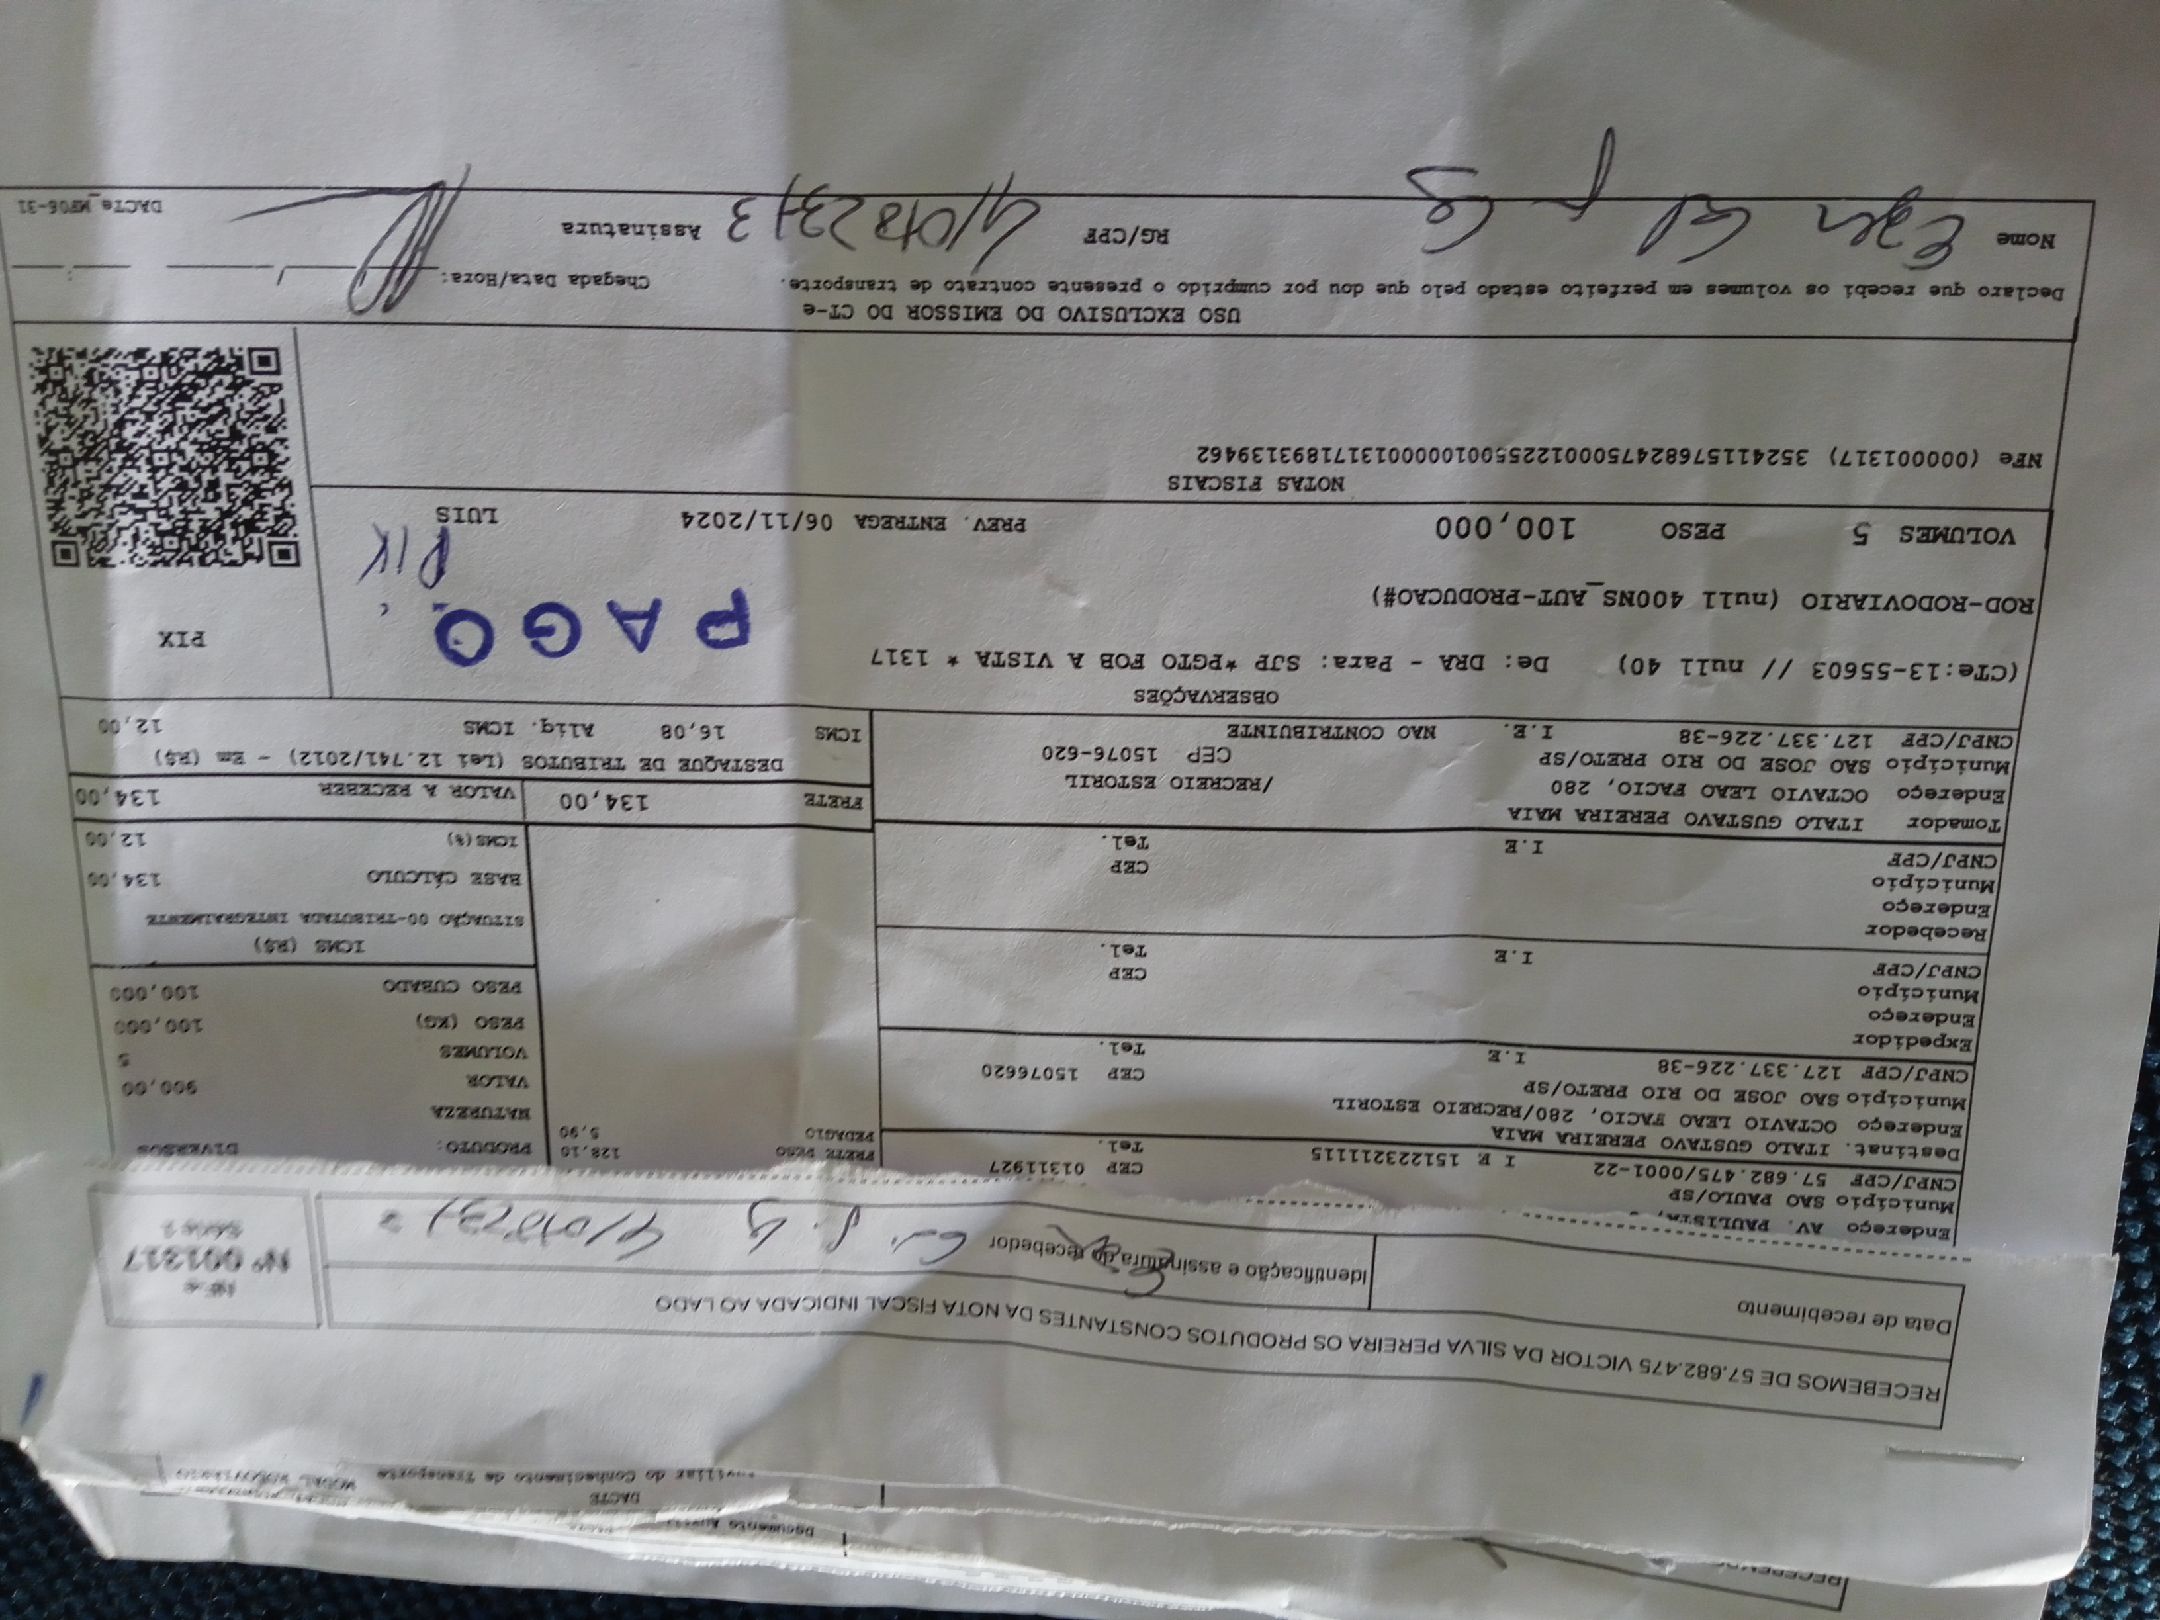 RECEBEMOS DE 57.682.475 VICTOR DA SILVA PEREIRA OS PRODUTOS CONSTANTES DA NOTA FISCAL INDICADA AO LADO
Data de recebimento
Identificação e assinatura do recebedor
NF-e
Nº 001317
DACTE
Endereço AV. PAULISTA,
Município SAO PAULO/SP
CNPJ/CPF 57.682.475/0001-22 I E 151223211115 CEP 01311927
Destinat. ITALO GUSTAVO PEREIRA MAIA Tel.
Endereço OCTAVIO LEAO FACIO, 280/RECREIO ESTORIL
Município SAO JOSE DO RIO PRETO/SP CEP 15076620
CNPJ/CPF 127.337.226-38 I.E Tel.
Expedidor
Endereço
Município CEP
CNPJ/CPF I.E Tel.
Recebedor
Endereço
Município CEP
CNPJ/CPF I.E Tel.
Tomador ITALO GUSTAVO PEREIRA MAIA
Endereço OCTAVIO LEAO FACIO, 280 /RECREIO ESTORIL
Município SAO JOSE DO RIO PRETO/SP CEP 15076-620
CNPJ/CPF 127.337.226-38 I.E. NAO CONTRIBUINTE
FRETE PESO 128,10
PEDAGIO 5,90
PRODUTO: DIVERSOS
NATUREZA
VALOR 900,00
VOLUMES 5
PESO (KG) 100,000
PESO CUBADO 100,000
ICMS (R$)
SITUAÇÃO 00-TRIBUTADA INTEGRALMENTE
BASE CÁLCULO 134,00
ICMS(%) 12,00
FRETE 134,00 VALOR A RECEBER 134,00
DESTAQUE DE TRIBUTOS (Lei 12.741/2012) - Em (R$)
ICMS 16,08 Aliq. ICMS 12,00
OBSERVAÇÕES
(CTe:13-55603 // null 40) De: DRA - Para: SJP*PGTO FOB A VISTA * 1317
ROD-RODOVIARIO (null 400NS_AUT-PRODUCAO#)
PAGO
PIX
PIX
VOLUMES 5 PESO 100,000 PREV. ENTREGA 06/11/2024 LUIS
NOTAS FISCAIS
NFe (000001317) 35241157682475000122550010000013171893139462
USO EXCLUSIVO DO EMISSOR DO CT-e
Declaro que recebi os volumes em perfeito estado pelo que dou por cumprido o presente contrato de transporte. Chegada Data/Hora: / :
Nome RG/CPF Assinatura
DACTe_MF06-31